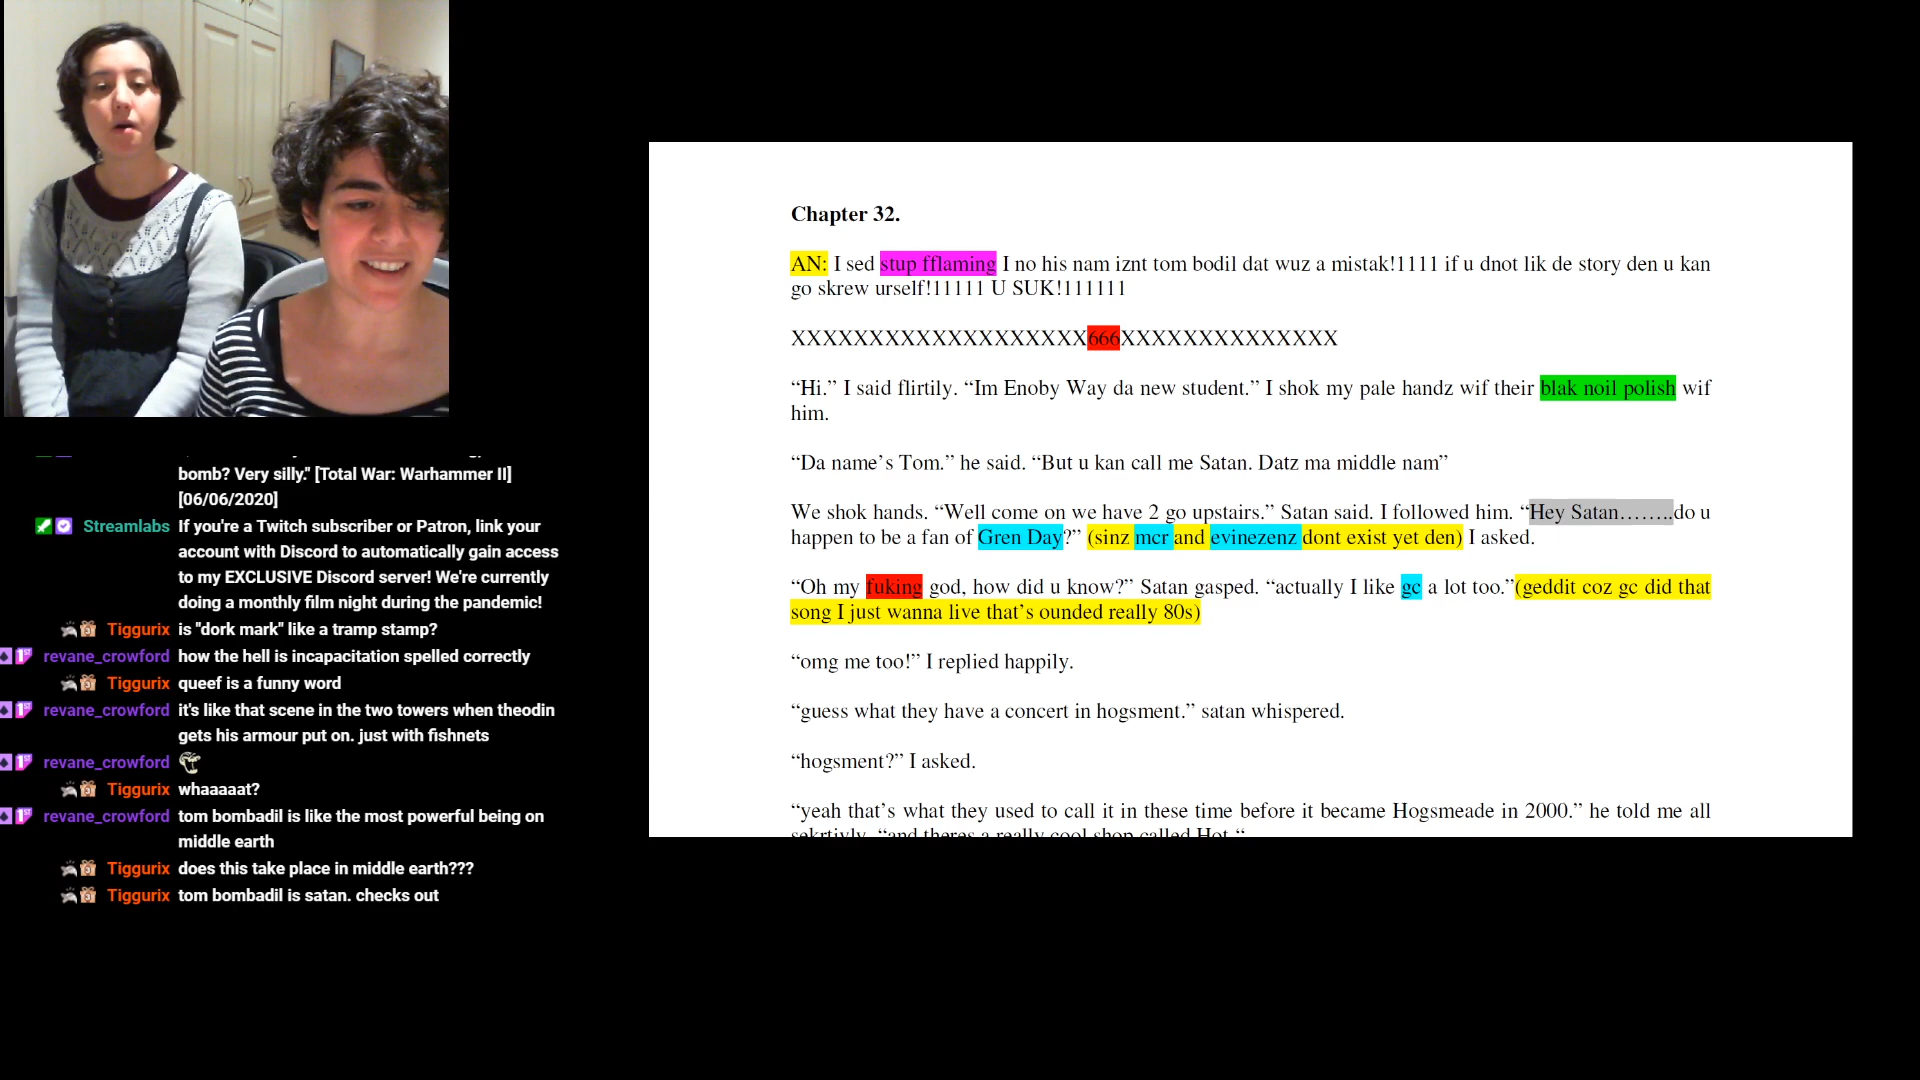 bomb? Very silly." [Total War: Warhammer II]
[06/06/2020]
Streamlabs If you're a Twitch subscriber or Patron, link your
account with Discord to automatically gain access
to my EXCLUSIVE Discord server! We're currently
doing a monthly film night during the pandemic!
Tiggurix is "dork mark" like a tramp stamp?
revane_crowford how the hell is incapacitation spelled correctly
Tiggurix queef is a funny word
revane_crowford it's like that scene in the two towers when theodin
gets his armour put on. just with fishnets
revane_crowford
Tiggurix whaaaaat?
revane_crowford tom bombadil is like the most powerful being on
middle earth
Tiggurix does this take place in middle earth???
Tiggurix tom bombadil is satan. checks out
Chapter 32.
AN: I sed stup fflaming I no his nam iznt tom bodil dat wuz a mistak!1111 if u dnot lik de story den u kan
go skrew urself!11111 U SUK!111111
XXXXXXXXXXXXXXXXXXX666XXXXXXXXXXXXXX
“Hi.” I said flirtily. “Im Enoby Way da new student.” I shok my pale handz wif their blak noil polish wif
him.
“Da name’s Tom.” he said. “But u kan call me Satan. Datz ma middle nam”
We shok hands. “Well come on we have 2 go upstairs.” Satan said. I followed him. “Hey Satan……..do u
happen to be a fan of Gren Day?” (sinz mcr and evinezenz dont exist yet den) I asked.
“Oh my fuking god, how did u know?” Satan gasped. “actually I like gc a lot too.”(geddit coz gc did that
song I just wanna live that’s ounded really 80s)
“omg me too!” I replied happily.
“guess what they have a concert in hogsment.” satan whispered.
“hogsment?” I asked.
“yeah that’s what they used to call it in these time before it became Hogsmeade in 2000.” he told me all
sekrtivly. “and theres a really cool shop called Hot “